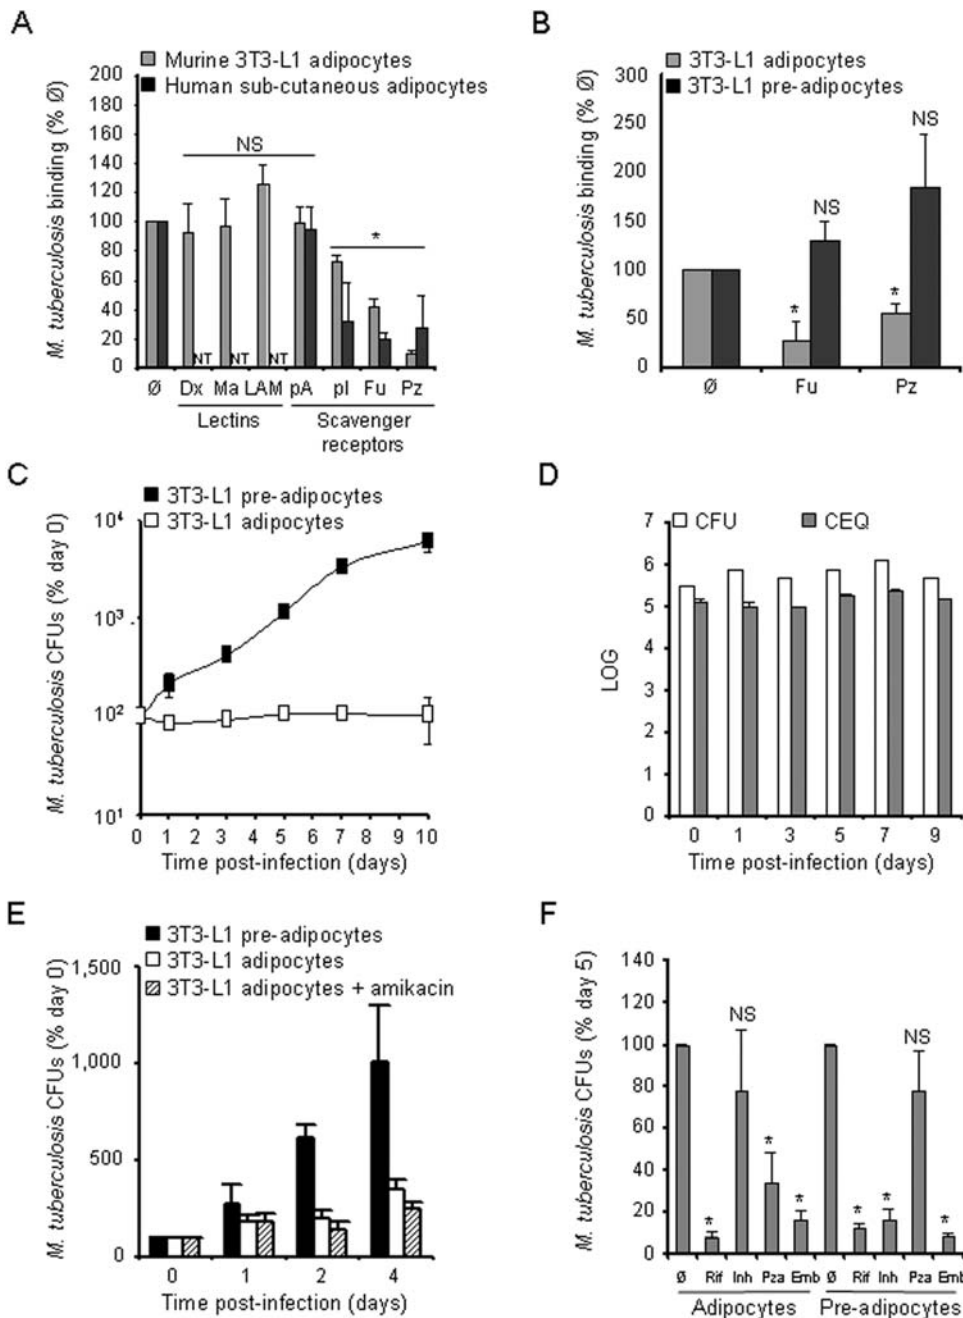 A
Murine 3T3-L1 adipocytes
Human sub-cutaneous adipocytes
M. tuberculosis binding (% Ø)
200
180
160
140
120
100
80
60
40
20
0
NS
*
NT NT NT
Ø Dx Ma LAM pA pI Fu Pz
Lectins Scavenger
receptors
B
3T3-L1 adipocytes
3T3-L1 pre-adipocytes
M. tuberculosis binding (% Ø)
300
250
200
150
100
50
0
NS
NS
*
*
Ø Fu Pz
C
3T3-L1 pre-adipocytes
3T3-L1 adipocytes
M. tuberculosis CFUs (% day 0)
10⁴
10³
10²
10¹
0 1 2 3 4 5 6 7 8 9 10
Time post-infection (days)
D
CFU CEQ
LOG
7
6
5
4
3
2
1
0
0 1 3 5 7 9
Time post-infection (days)
E
3T3-L1 pre-adipocytes
3T3-L1 adipocytes
3T3-L1 adipocytes + amikacin
M. tuberculosis CFUs (% day 0)
1,500
1,000
500
0
0 1 2 4
Time post-infection (days)
F
M. tuberculosis CFUs (% day 5)
140
120
100
80
60
40
20
0
NS
NS
* * * * * *
Ø Rif Inh Pza Emb Ø Rif Inh Pza Emb
Adipocytes Pre-adipocytes